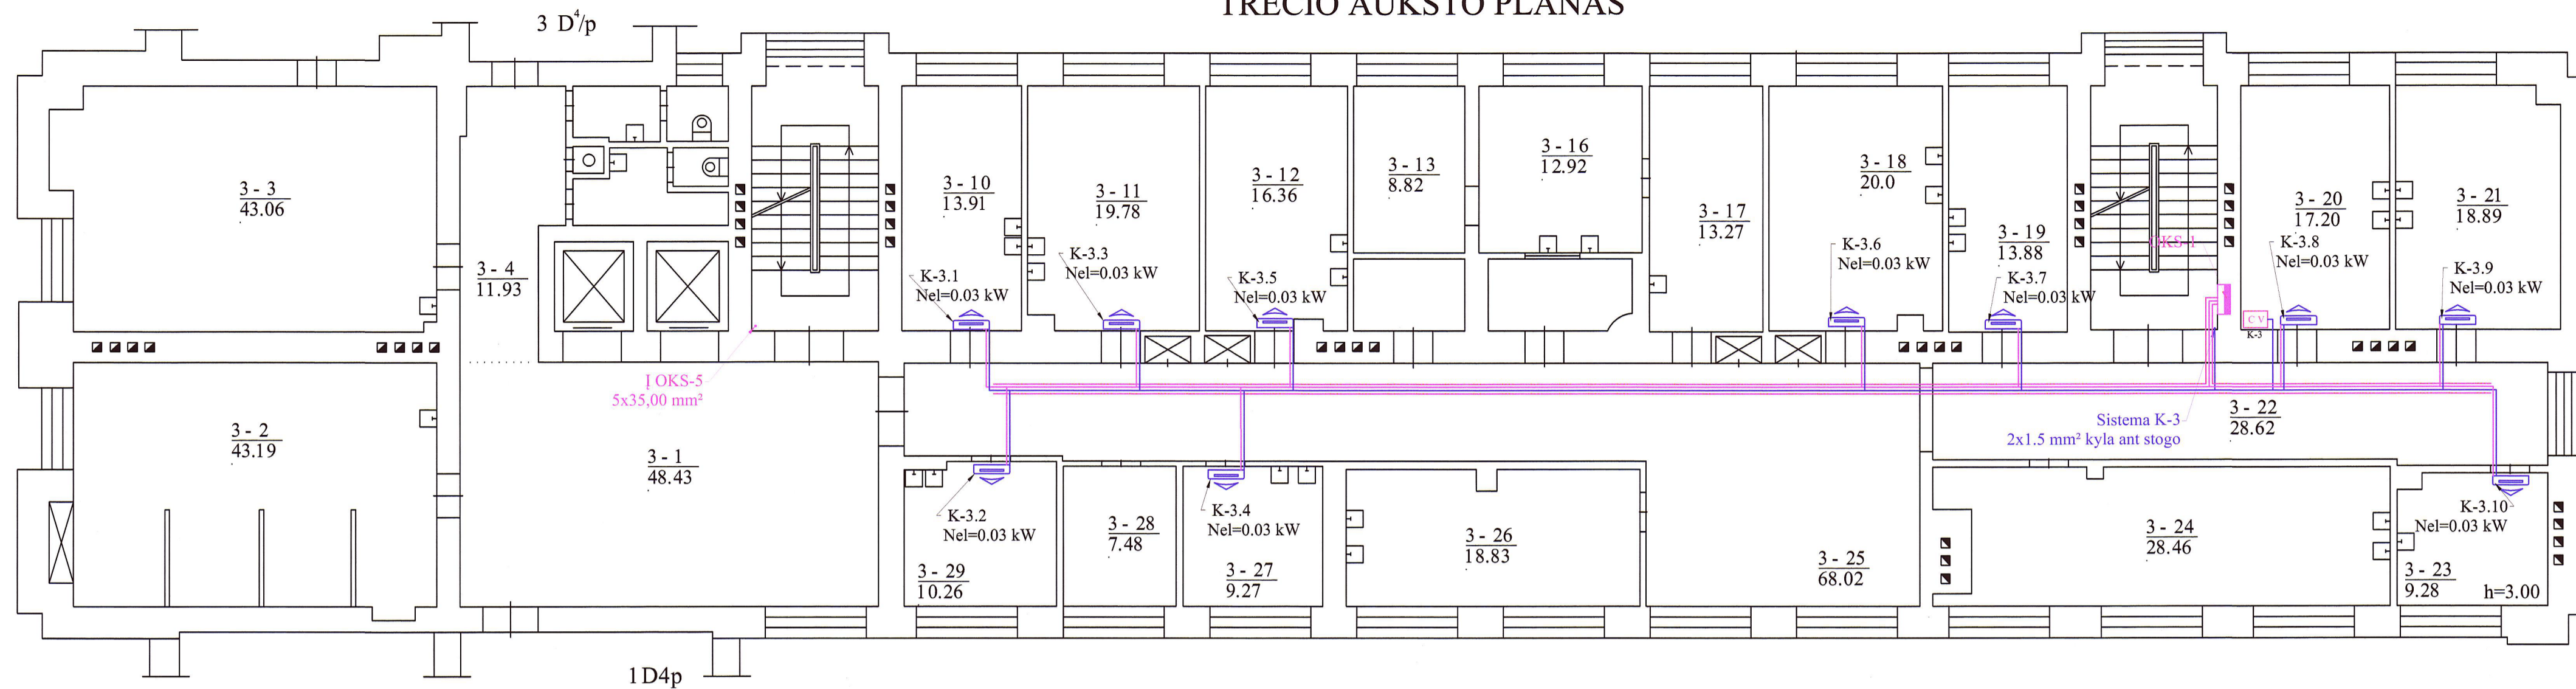 TREČIO AUKŠTO PLANAS
3 D⁴/p
3 - 3
43.06
3 - 4
11.93
3 - 10
13.91
K-3.1
Nel=0.03 kW
3 - 11
19.78
K-3.3
Nel=0.03 kW
3 - 12
16.36
K-3.5
Nel=0.03 kW
3 - 13
8.82
3 - 16
12.92
3 - 17
13.27
3 - 18
20.0
K-3.6
Nel=0.03 kW
3 - 19
13.88
K-3.7
Nel=0.03 kW
OKS-1
3 - 20
17.20
K-3.8
Nel=0.03 kW
C V
K-3
3 - 21
18.89
K-3.9
Nel=0.03 kW
Į OKS-5
5x35,00 mm²
3 - 2
43.19
3 - 1
48.43
Sistema K-3
2x1.5 mm² kyla ant stogo
3 - 22
28.62
K-3.2
Nel=0.03 kW
3 - 29
10.26
3 - 28
7.48
K-3.4
Nel=0.03 kW
3 - 27
9.27
3 - 26
18.83
3 - 25
68.02
3 - 24
28.46
K-3.10
Nel=0.03 kW
3 - 23
9.28
h=3.00
1D4p